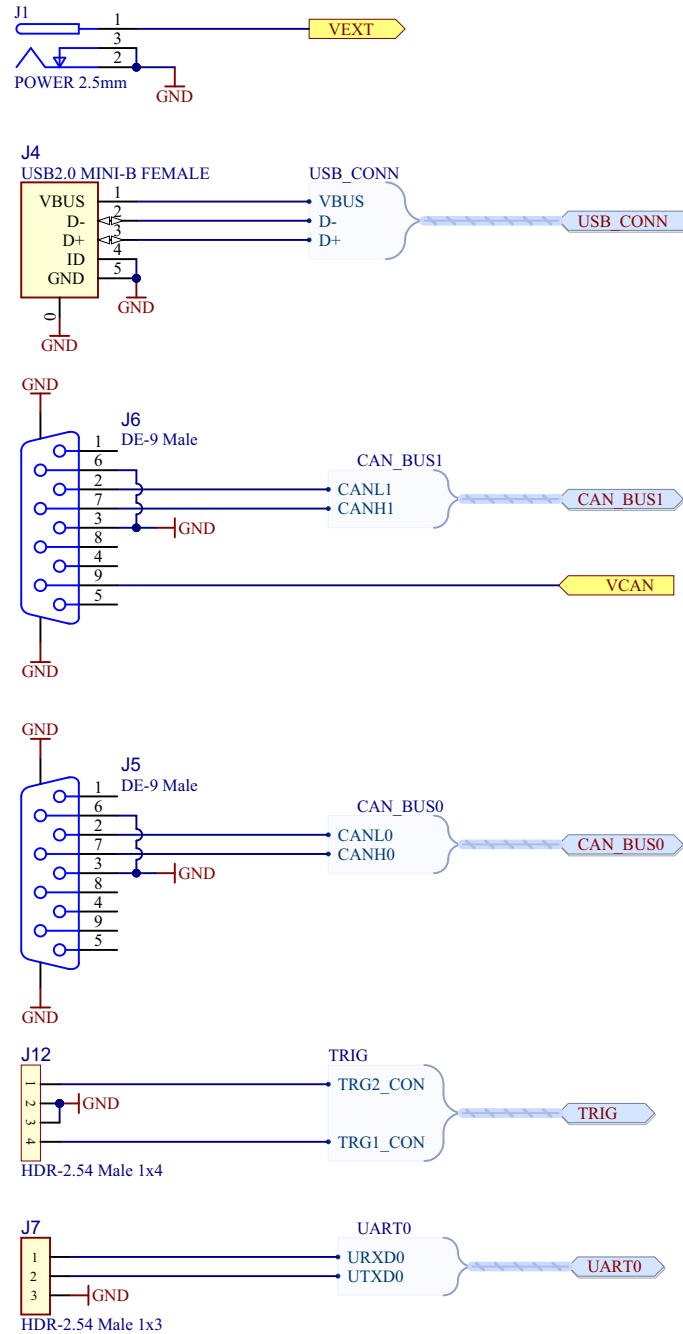 J1
1
VEXT
3
2
POWER 2.5mm
GND
J4
USB2.0 MINI-B FEMALE
USB_CONN
VBUS 1 VBUS
D- 2 D- USB_CONN
D+ 3 D+
ID 4
GND 5
GND
0
GND
GND
J6
DE-9 Male
1
6 CAN_BUS1
2 CANL1
7 CANH1 CAN_BUS1
3 GND
8
4
9 VCAN
5
GND
GND
J5
DE-9 Male
1
6 CAN_BUS0
2 CANL0
7 CANH0 CAN_BUS0
3 GND
8
4
9
5
GND
J12 TRIG
1 TRG2_CON
2 GND
3 TRIG
4 TRG1_CON
HDR-2.54 Male 1x4
J7 UART0
1 URXD0
2 UTXD0 UART0
3 GND
HDR-2.54 Male 1x3